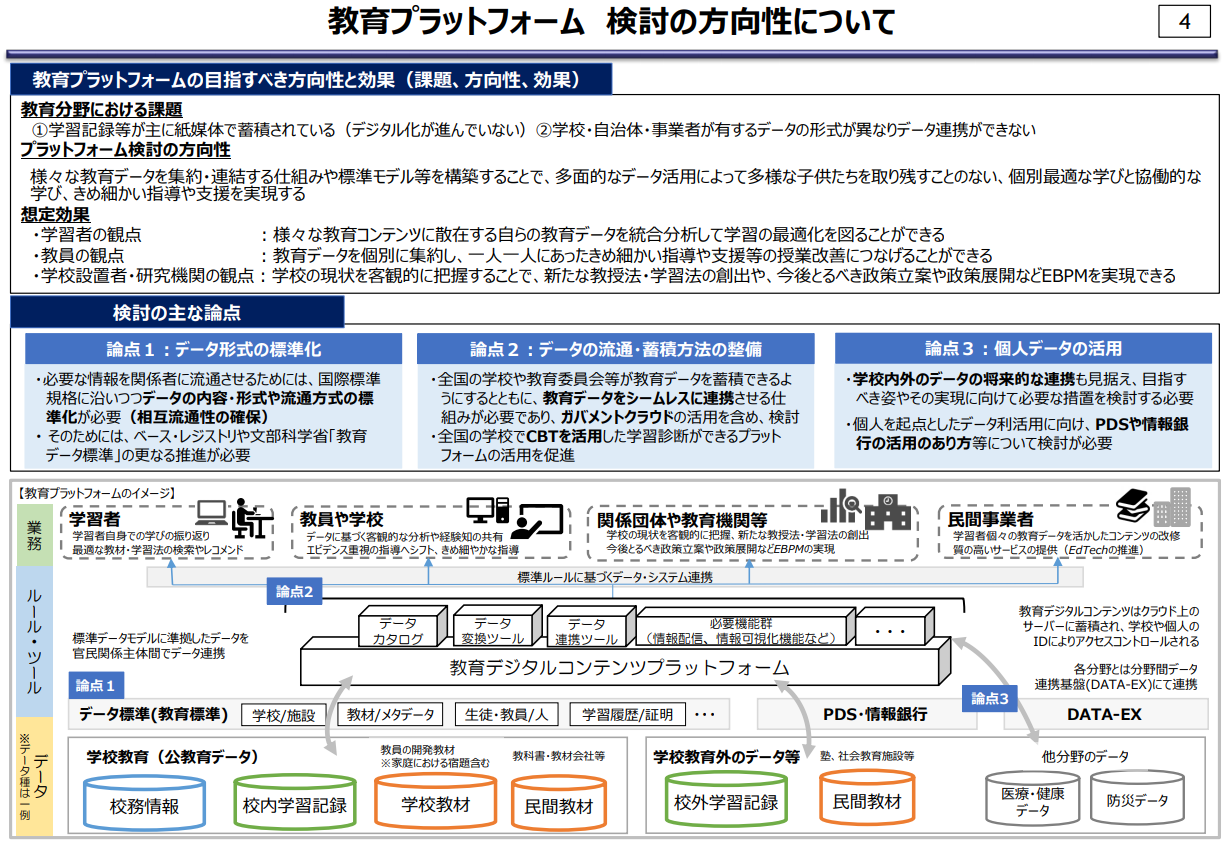 教育プラットフォーム 検討の方向性について
4
教育プラットフォームの目指すべき方向性と効果（課題、方向性、効果）
教育分野における課題
①学習記録等が主に紙媒体で蓄積されている（デジタル化が進んでいない）②学校・自治体・事業者が有するデータの形式が異なりデータ連携ができない
プラットフォーム検討の方向性
様々な教育データを集約・連結する仕組みや標準モデル等を構築することで、多面的なデータ活用によって多様な子供たちを取り残すことのない、個別最適な学びと協働的な
学び、きめ細かい指導や支援を実現する
想定効果
・学習者の観点 ：様々な教育コンテンツに散在する自らの教育データを統合分析して学習の最適化を図ることができる
・教員の観点 ：教育データを個別に集約し、一人一人にあったきめ細かい指導や支援等の授業改善につなげることができる
・学校設置者・研究機関の観点：学校の現状を客観的に把握することで、新たな教授法・学習法の創出や、今後とるべき政策立案や政策展開などEBPMを実現できる
検討の主な論点
論点１：データ形式の標準化
・必要な情報を関係者に流通させるためには、国際標準
規格に沿いつつデータの内容・形式や流通方式の標
準化が必要（相互流通性の確保）
・そのためには、ベース・レジストリや文部科学省「教育
データ標準」の更なる推進が必要
論点２：データの流通・蓄積方法の整備
・全国の学校や教育委員会等が教育データを蓄積できるよ
うにするとともに、教育データをシームレスに連携させる仕
組みが必要であり、ガバメントクラウドの活用を含め、検討
・全国の学校でCBTを活用した学習診断ができるプラット
フォームの活用を促進
論点３：個人データの活用
・学校内外のデータの将来的な連携も見据え、目指す
べき姿やその実現に向けて必要な措置を検討する必要
・個人を起点としたデータ利活用に向け、PDSや情報銀
行の活用のあり方等について検討が必要
【教育プラットフォームのイメージ】
業務
学習者
学習者自身での学びの振り返り
最適な教材・学習法の検索やレコメンド
教員や学校
データに基づく客観的な分析や経験知の共有
エビデンス重視の指導へシフト、きめ細やかな指導
関係団体や教育機関等
学校の現状を客観的に把握、新たな教授法・学習法の創出
今後とるべき政策立案や政策展開などEBPMの実現
民間事業者
学習者個々の教育データを活かしたコンテンツの改修
質の高いサービスの提供（EdTechの推進）
標準ルールに基づくデータ・システム連携
ルール・ツール
論点2
標準データモデルに準拠したデータを
官民関係主体間でデータ連携
データ
カタログ
データ
変換ツール
データ
連携ツール
必要機能群
（情報配信、情報可視化機能など）
・・・
教育デジタルコンテンツプラットフォーム
教育デジタルコンテンツはクラウド上の
サーバーに蓄積され、学校や個人の
IDによりアクセスコントロールされる
各分野とは分野間データ
連携基盤(DATA-EX)にて連携
論点１
論点3
データ標準(教育標準)
学校/施設
教材/メタデータ
生徒・教員/人
学習履歴/証明
・・・
PDS・情報銀行
DATA-EX
データ
※データ種は一例
学校教育（公教育データ）
教員の開発教材
※家庭における宿題含む
教科書・教材会社等
校務情報
校内学習記録
学校教材
民間教材
学校教育外のデータ等
塾、社会教育施設等
校外学習記録
民間教材
他分野のデータ
医療・健康
データ
防災データ